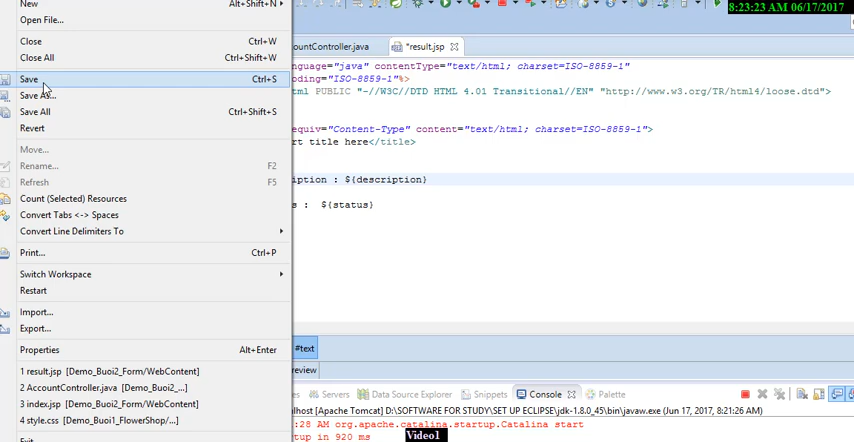 New Alt+Shift+N
8:23:23 AM 06/17/2017
Open File...
Close Ctrl+W
Close All Ctrl+Shift+W
ountController.java *result.jsp
Save Ctrl+S
Save As...
Save All Ctrl+Shift+S
Revert
Move...
Rename... F2
Refresh F5
Count (Selected) Resources
Convert Tabs <-> Spaces
Convert Line Delimiters To
Print... Ctrl+P
Switch Workspace
Restart
Import...
Export...
Properties Alt+Enter
1 result.jsp [Demo_Buoi2_Form/WebContent]
2 AccountController.java [Demo_Buoi2_...]
3 index.jsp [Demo_Buoi2_Form/WebContent]
4 style.css [Demo_Buoi1_FlowerShop/...]
Exit
nguage="java" contentType="text/html; charset=ISO-8859-1"
oding="ISO-8859-1"%>
tml PUBLIC "-//W3C//DTD HTML 4.01 Transitional//EN" "http://www.w3.org/TR/html4/loose.dtd">
equiv="Content-Type" content="text/html; charset=ISO-8859-1">
rt title here</title>
iption : ${description}
s : ${status}
#text
review
Servers Data Source Explorer Snippets Console Palette
lhost [Apache Tomcat] D:\SOFTWARE FOR STUDY\SET UP ECLIPSE\jdk-1.8.0_45\bin\javaw.exe (Jun 17, 2017, 8:21:26 AM)
:28 AM org.apache.catalina.startup.Catalina start
rtup in 920 ms
Video1